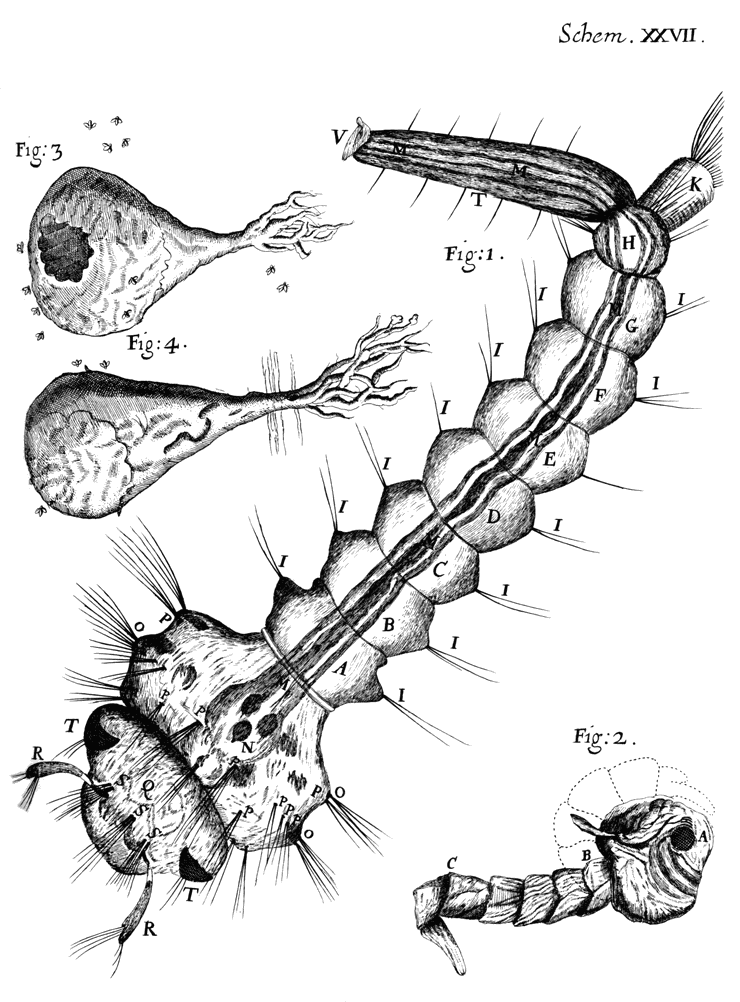 Schem. XXVII.
Fig:3
V
M
M
T
K
H
Fig:1.
N
G
I
I
Fig:4.
I
F
I
I
E
I
D
I
I
C
I
I
B
I
I
A
I
O
P
M
P
P
P
N
P
T
R
S
Q
S
S
P
P
P
P
P
O
O
T
R
Fig:2.
A
B
C